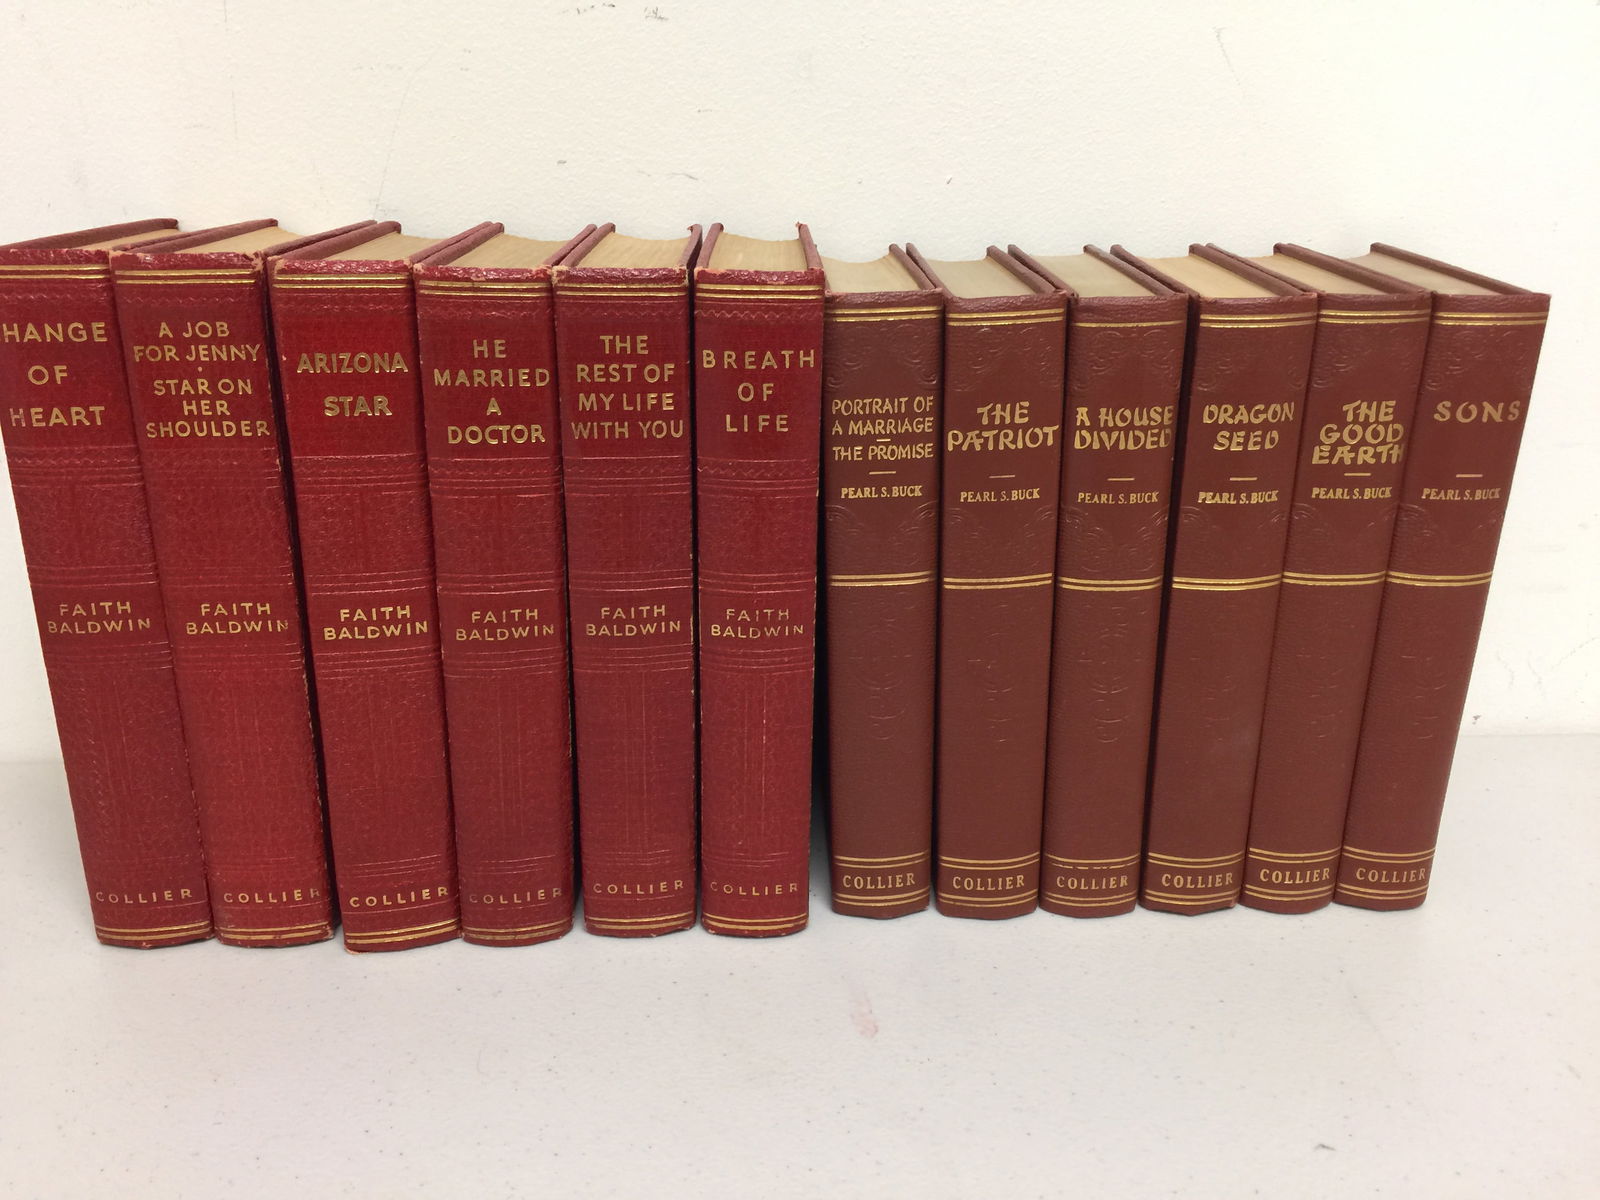 HANGE
OF
HEART
FAITH
BALDWIN
COLLIER
A JOB
FOR JENNY
·
STAR ON
HER
SHOULDER
FAITH
BALDWIN
COLLIER
ARIZONA
STAR
FAITH
BALDWIN
COLLIER
HE
MARRIED
A
DOCTOR
FAITH
BALDWIN
COLLIER
THE
REST OF
MY LIFE
WITH YOU
FAITH
BALDWIN
COLLIER
BREATH
OF
LIFE
FAITH
BALDWIN
COLLIER
PORTRAIT OF
A MARRIAGE
THE PROMISE
PEARL S. BUCK
COLLIER
THE
PATRIOT
PEARL S. BUCK
COLLIER
A HOUSE
DIVIDED
PEARL S. BUCK
COLLIER
DRAGON
SEED
PEARL S. BUCK
COLLIER
THE
GOOD
EARTH
PEARL S. BUCK
COLLIER
SONS
PEARL S. BUCK
COLLIER